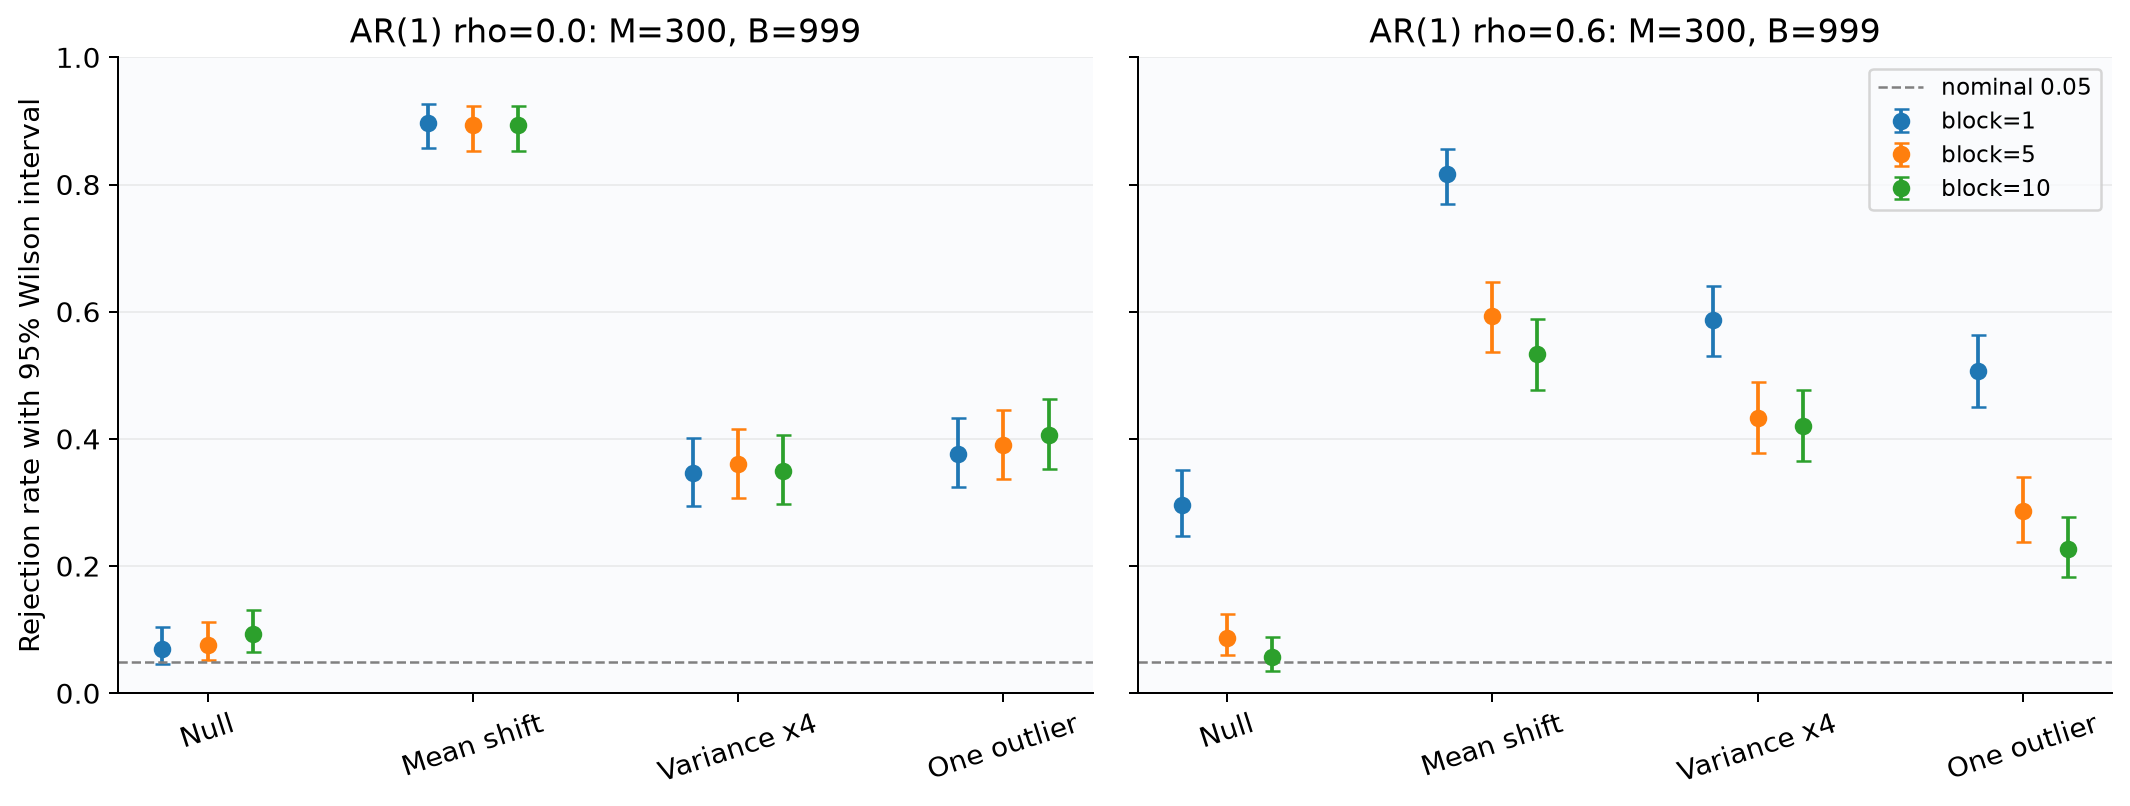 AR(1) rho=0.0: M=300, B=999
Rejection rate with 95% Wilson interval
1.0
0.8
0.6
0.4
0.2
0.0
Null
Mean shift
Variance x4
One outlier
AR(1) rho=0.6: M=300, B=999
nominal 0.05
block=1
block=5
block=10
Null
Mean shift
Variance x4
One outlier